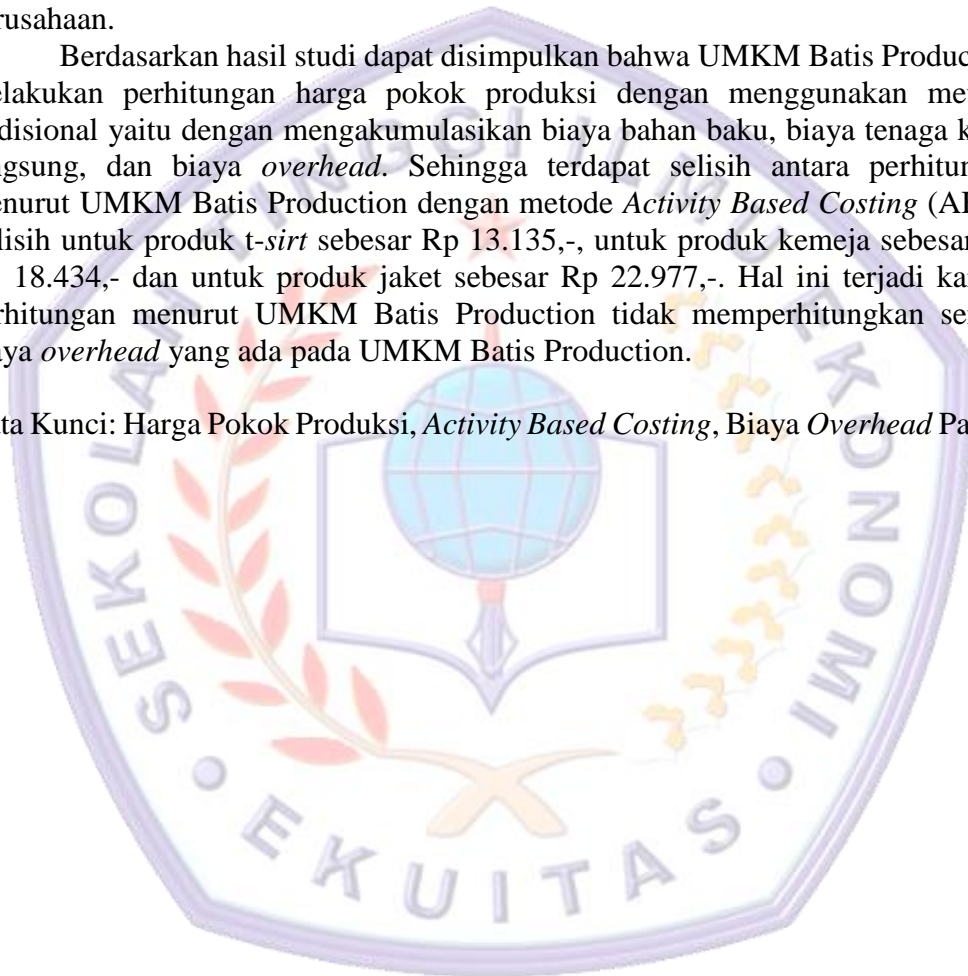 erusahaan.
Berdasarkan hasil studi dapat disimpulkan bahwa UMKM Batis Produc
elakukan perhitungan harga pokok produksi dengan menggunakan me
disional yaitu dengan mengakumulasikan biaya bahan baku, biaya tenaga k
ngsung, dan biaya overhead. Sehingga terdapat selisih antara perhitun
enurut UMKM Batis Production dengan metode Activity Based Costing (A
lisih untuk produk t-sirt sebesar Rp 13.135,-, untuk produk kemeja sebesar
18.434,- dan untuk produk jaket sebesar Rp 22.977,-. Hal ini terjadi ka
rhitungan menurut UMKM Batis Production tidak memperhitungkan se
aya overhead yang ada pada UMKM Batis Production.
ta Kunci: Harga Pokok Produksi, Activity Based Costing, Biaya Overhead Pa
SEKOLAH TINGGI ILMU EKONOMI
• EKUITAS •